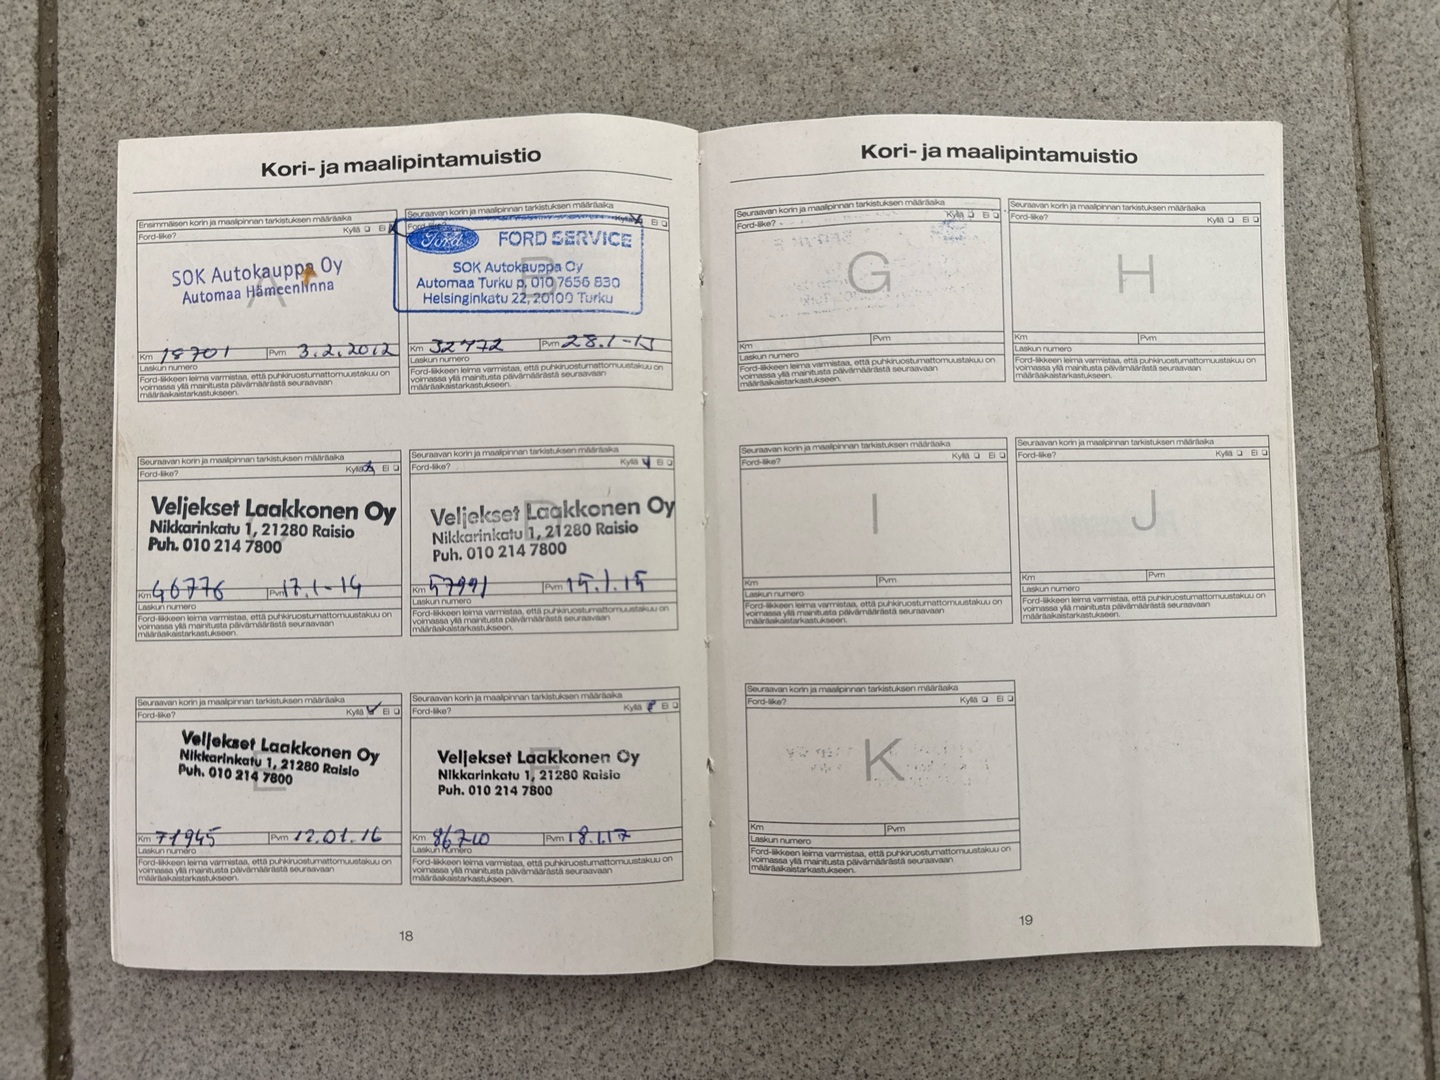 Kori- ja maalipintamuistio
Ensimmäisen korin ja maalipinnan tarkistuksen määräaika
Ford-liike? Kyllä Ei
A
SOK Autokauppa Oy
Automaa Hämeenlinna
Km 18701 Pvm 3.2.2012
Laskun numero
Ford-liikkeen leima varmistaa, että puhkiruostumattomuustakuu on
voimassa yllä mainitusta päivämäärästä seuraavaan
määräaikaistarkastukseen.
Seuraavan korin ja maalipinnan tarkistuksen määräaika
Ford-liike? Kyllä Ei
B
Ford FORD SERVICE
SOK Autokauppa Oy
Automaa Turku p. 010 7656 830
Helsinginkatu 22, 20100 Turku
Km 32772 Pvm 28.1-13
Laskun numero
Ford-liikkeen leima varmistaa, että puhkiruostumattomuustakuu on
voimassa yllä mainitusta päivämäärästä seuraavaan
määräaikaistarkastukseen.
Seuraavan korin ja maalipinnan tarkistuksen määräaika
Ford-liike? Kyllä Ei
Veljekset Laakkonen Oy
Nikkarinkatu 1, 21280 Raisio
Puh. 010 214 7800
Km 46776 Pvm 17.1-14
Laskun numero
Ford-liikkeen leima varmistaa, että puhkiruostumattomuustakuu on
voimassa yllä mainitusta päivämäärästä seuraavaan
määräaikaistarkastukseen.
Seuraavan korin ja maalipinnan tarkistuksen määräaika
Ford-liike? Kyllä Ei
D
Veljekset Laakkonen Oy
Nikkarinkatu 1, 21280 Raisio
Puh. 010 214 7800
Km 57991 Pvm 15.1.15
Laskun numero
Ford-liikkeen leima varmistaa, että puhkiruostumattomuustakuu on
voimassa yllä mainitusta päivämäärästä seuraavaan
määräaikaistarkastukseen.
Seuraavan korin ja maalipinnan tarkistuksen määräaika
Ford-liike? Kyllä Ei
E
Veljekset Laakkonen Oy
Nikkarinkatu 1, 21280 Raisio
Puh. 010 214 7800
Km 71945 Pvm 12.01.16
Laskun numero
Ford-liikkeen leima varmistaa, että puhkiruostumattomuustakuu on
voimassa yllä mainitusta päivämäärästä seuraavaan
määräaikaistarkastukseen.
Seuraavan korin ja maalipinnan tarkistuksen määräaika
Ford-liike? Kyllä Ei
F
Veljekset Laakkonen Oy
Nikkarinkatu 1, 21280 Raisio
Puh. 010 214 7800
Km 86710 Pvm 18.1.17
Laskun numero
Ford-liikkeen leima varmistaa, että puhkiruostumattomuustakuu on
voimassa yllä mainitusta päivämäärästä seuraavaan
määräaikaistarkastukseen.
18
Kori- ja maalipintamuistio
Seuraavan korin ja maalipinnan tarkistuksen määräaika
Ford-liike? Kyllä Ei
G
Km Pvm
Laskun numero
Ford-liikkeen leima varmistaa, että puhkiruostumattomuustakuu on
voimassa yllä mainitusta päivämäärästä seuraavaan
määräaikaistarkastukseen.
Seuraavan korin ja maalipinnan tarkistuksen määräaika
Ford-liike? Kyllä Ei
H
Km Pvm
Laskun numero
Ford-liikkeen leima varmistaa, että puhkiruostumattomuustakuu on
voimassa yllä mainitusta päivämäärästä seuraavaan
määräaikaistarkastukseen.
Seuraavan korin ja maalipinnan tarkistuksen määräaika
Ford-liike? Kyllä Ei
I
Km Pvm
Laskun numero
Ford-liikkeen leima varmistaa, että puhkiruostumattomuustakuu on
voimassa yllä mainitusta päivämäärästä seuraavaan
määräaikaistarkastukseen.
Seuraavan korin ja maalipinnan tarkistuksen määräaika
Ford-liike? Kyllä Ei
J
Km Pvm
Laskun numero
Ford-liikkeen leima varmistaa, että puhkiruostumattomuustakuu on
voimassa yllä mainitusta päivämäärästä seuraavaan
määräaikaistarkastukseen.
Seuraavan korin ja maalipinnan tarkistuksen määräaika
Ford-liike? Kyllä Ei
K
Km Pvm
Laskun numero
Ford-liikkeen leima varmistaa, että puhkiruostumattomuustakuu on
voimassa yllä mainitusta päivämäärästä seuraavaan
määräaikaistarkastukseen.
19